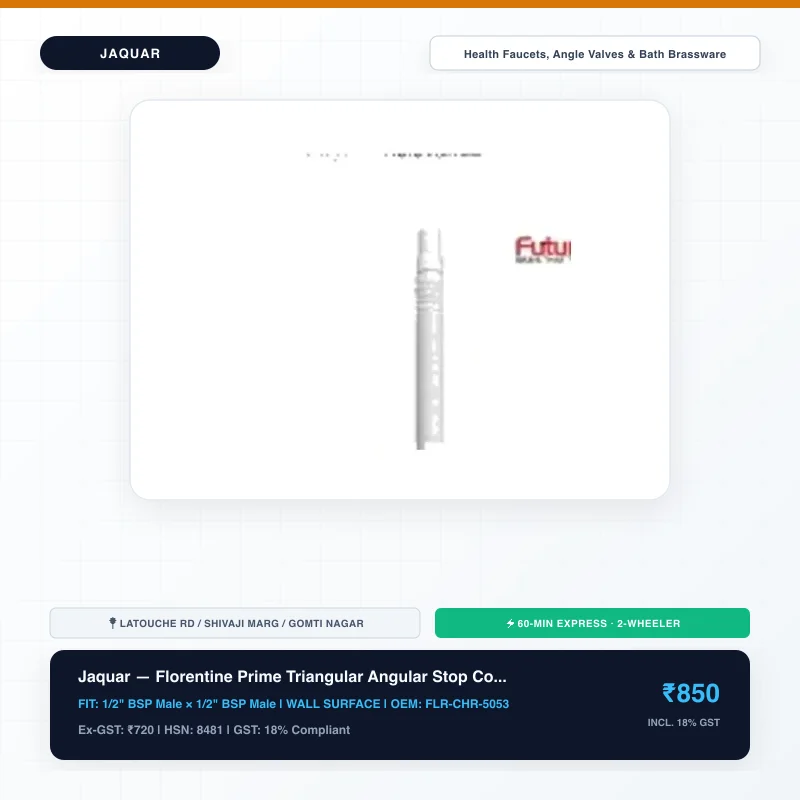 JAQUAR
Health Faucets, Angle Valves & Bath Brassware
LATOUCHE RD / SHIVAJI MARG / GOMTI NAGAR
60-MIN EXPRESS · 2-WHEELER
Jaquar — Florentine Prime Triangular Angular Stop Co...
FIT: 1/2" BSP Male × 1/2" BSP Male | WALL SURFACE | OEM: FLR-CHR-5053
₹850
Ex-GST: ₹720 | HSN: 8481 | GST: 18% Compliant
INCL. 18% GST